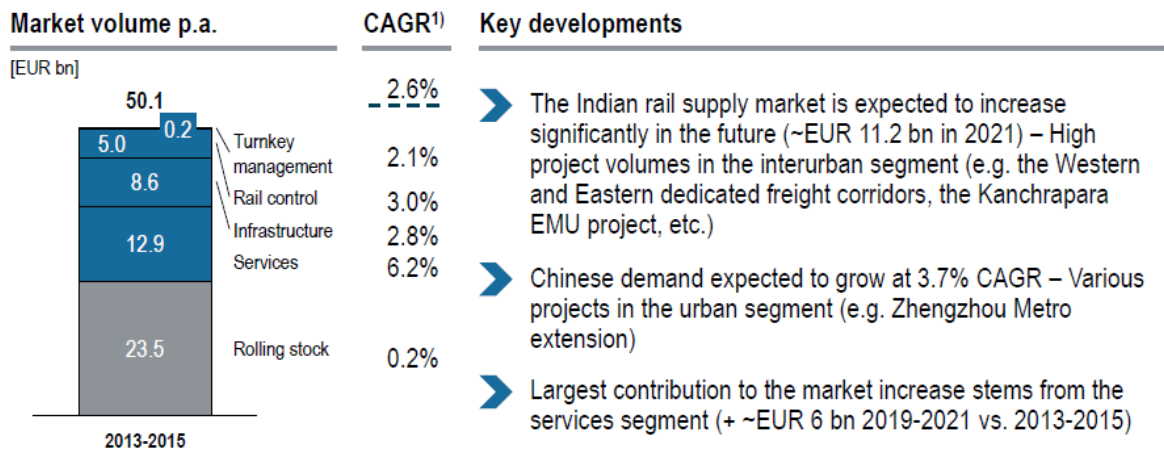 Market volume p.a.
CAGR1)
Key developments
[EUR bn]
50.1
0.2
5.0
8.6
12.9
23.5
2013-2015
Turnkey
management
Rail control
Infrastructure
Services
Rolling stock
2.6%
2.1%
3.0%
2.8%
6.2%
0.2%
The Indian rail supply market is expected to increase
significantly in the future (~EUR 11.2 bn in 2021) – High
project volumes in the interurban segment (e.g. the Western
and Eastern dedicated freight corridors, the Kanchrapara
EMU project, etc.)
Chinese demand expected to grow at 3.7% CAGR – Various
projects in the urban segment (e.g. Zhengzhou Metro
extension)
Largest contribution to the market increase stems from the
services segment (+ ~EUR 6 bn 2019-2021 vs. 2013-2015)